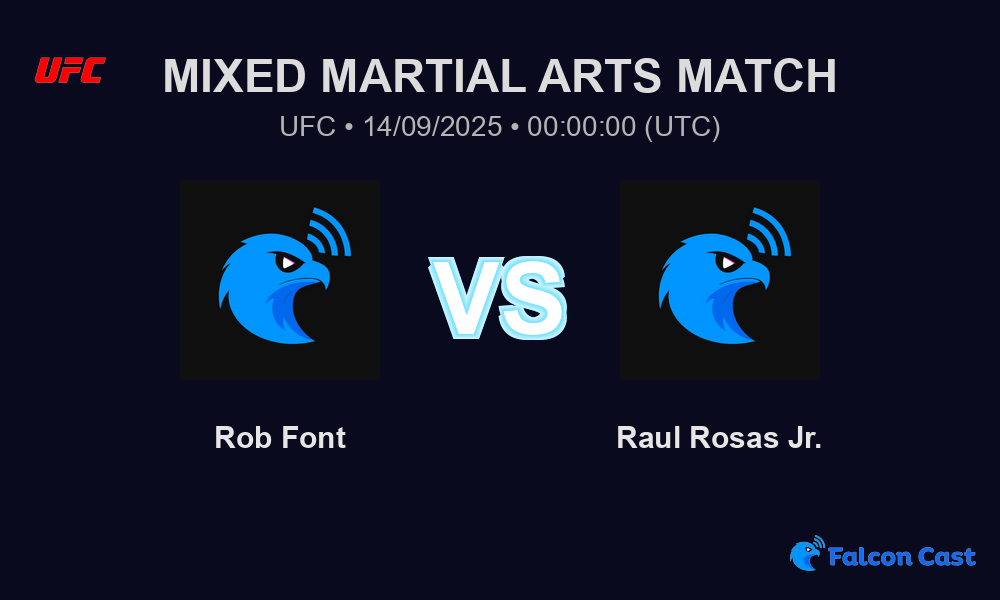 UFC
MIXED MARTIAL ARTS MATCH
UFC • 14/09/2025 • 00:00:00 (UTC)
VS
Rob Font
Raul Rosas Jr.
Falcon Cast